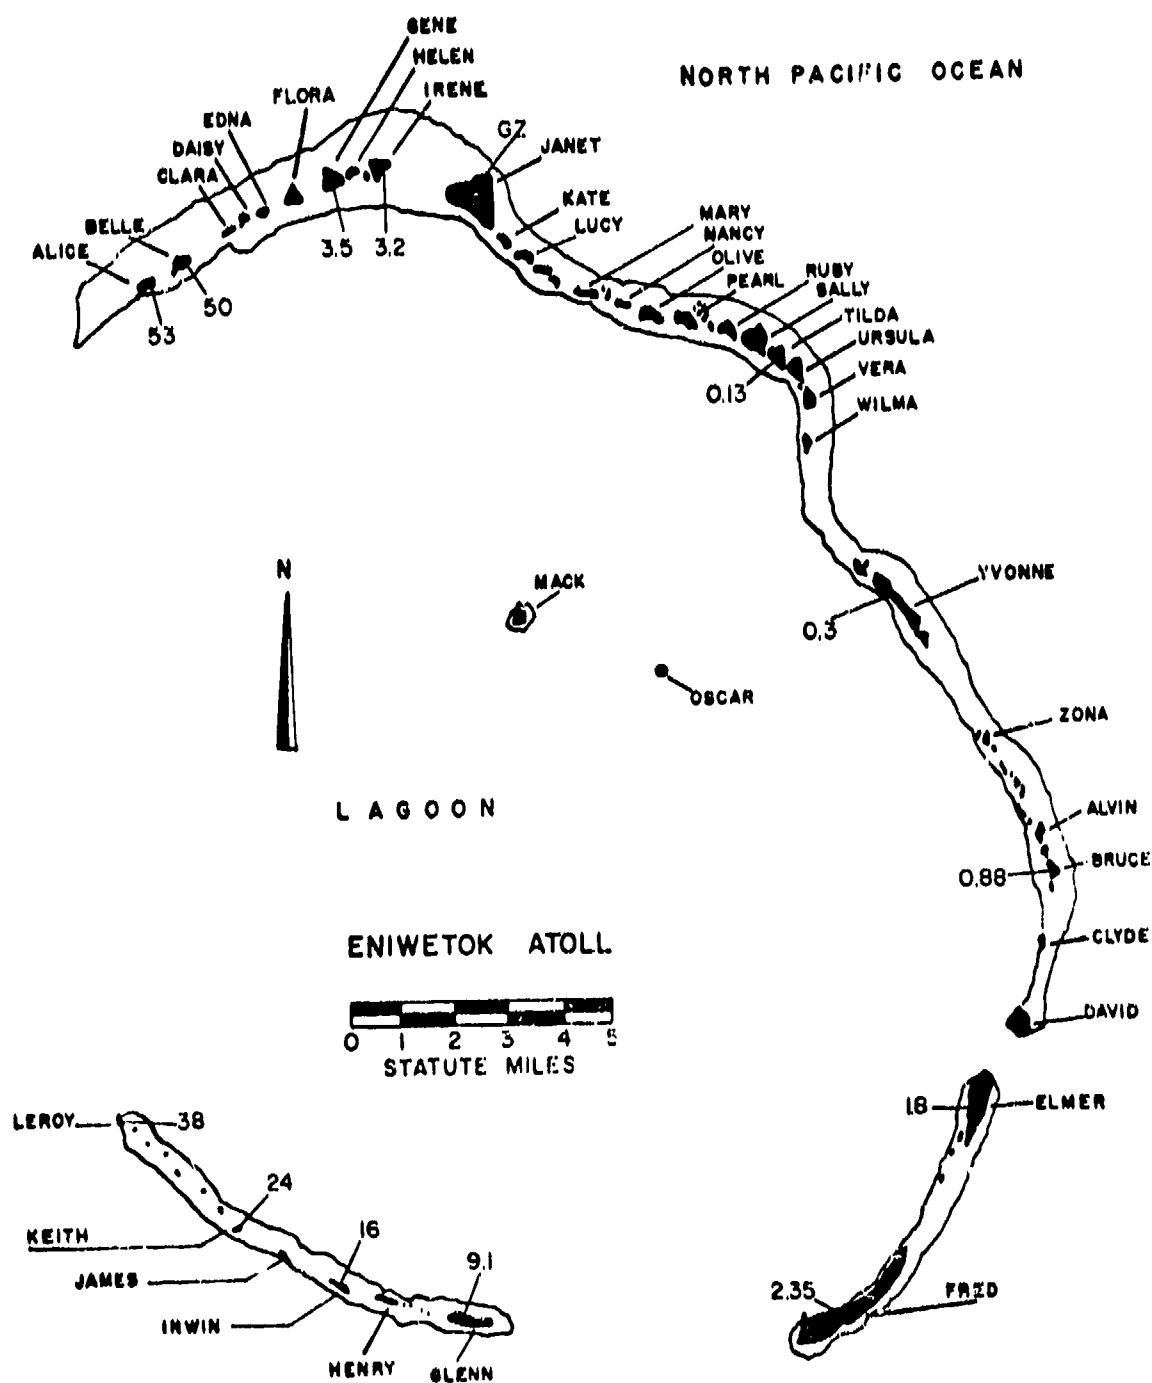 GENE
HELEN
NORTH PACIFIC OCEAN
IRENE
FLORA
EDNA
GZ
DAISY
JANET
CLARA
KATE
MARY
BELLE
LUCY
NANCY
ALICE
3.5
3.2
OLIVE
PEARL
RUBY
SALLY
50
TILDA
53
URSULA
VERA
0.13
WILMA
N
MACK
YVONNE
0.3
OSCAR
ZONA
LAGOON
ALVIN
BRUCE
0.88
CLYDE
ENIWETOK ATOLL
DAVID
0 1 2 3 4 5
STATUTE MILES
LEROY
38
1.8
ELMER
24
KEITH
16
JAMES
9.1
2.35
FRED
INWIN
HENRY
GLENN